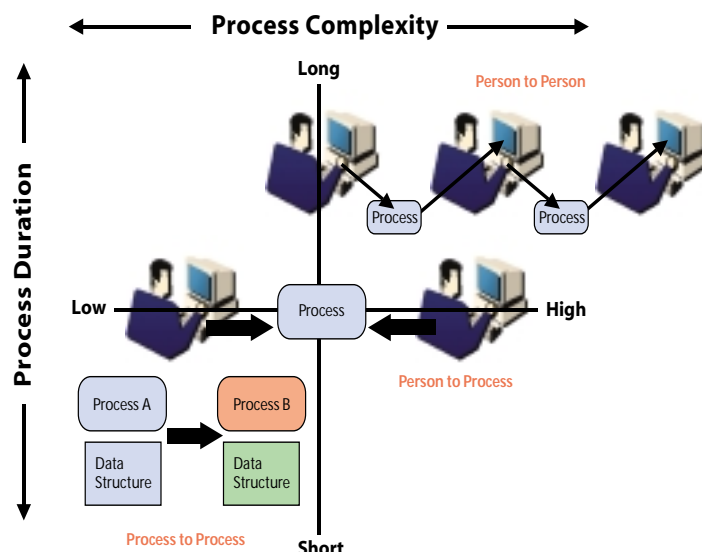 Process Complexity
Long
Person to Person
Process Duration
Process
Process
Low
Process
High
Person to Process
Process A
Process B
Data
Structure
Data
Structure
Process to Process
Short